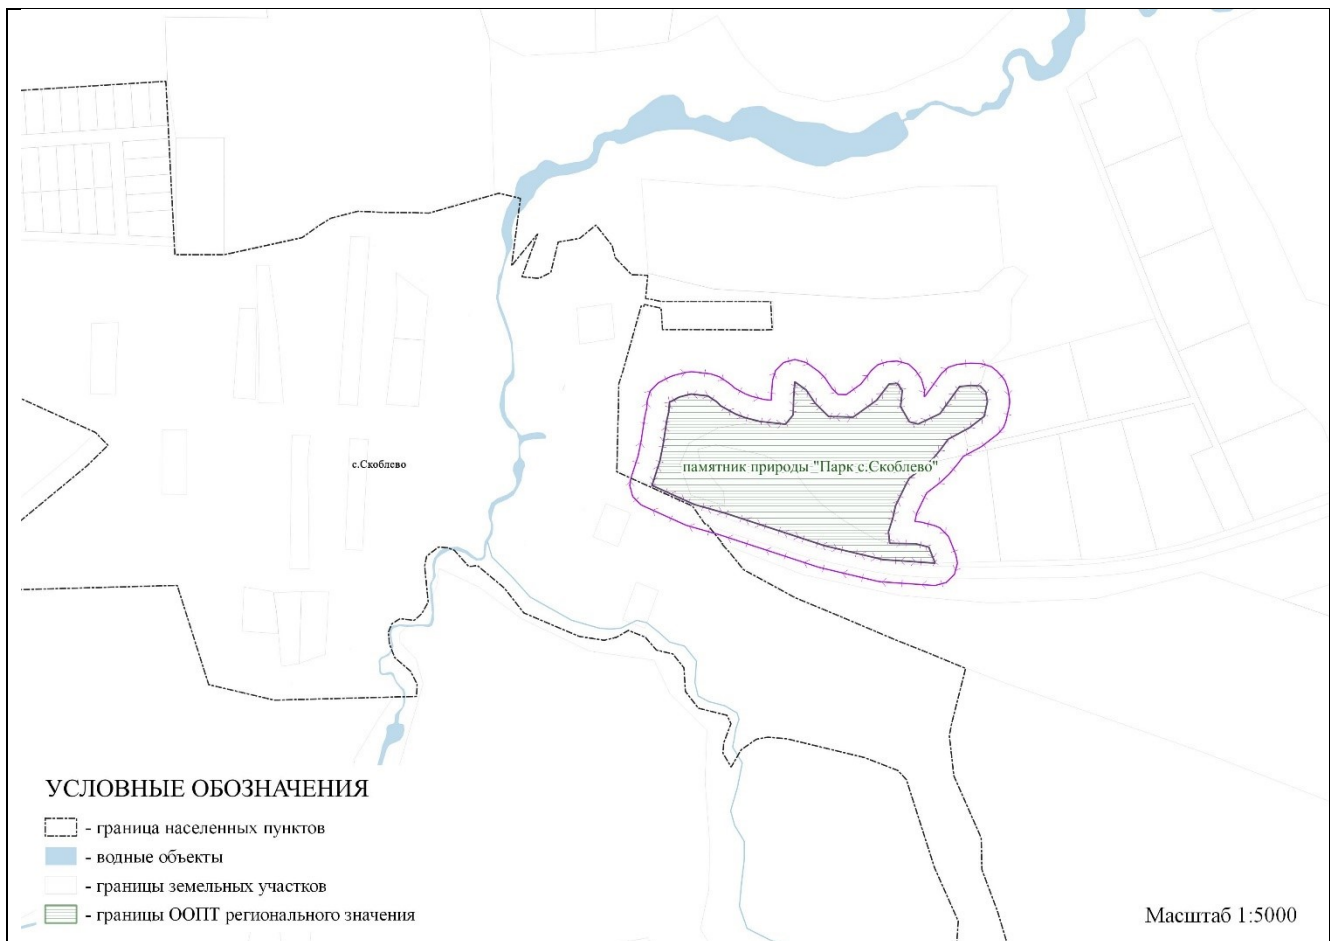 с.Скоблево
памятник природы "Парк с.Скоблево"
УСЛОВНЫЕ ОБОЗНАЧЕНИЯ
- граница населенных пунктов
- водные объекты
- границы земельных участков
- границы ООПТ регионального значения
Масштаб 1:5000